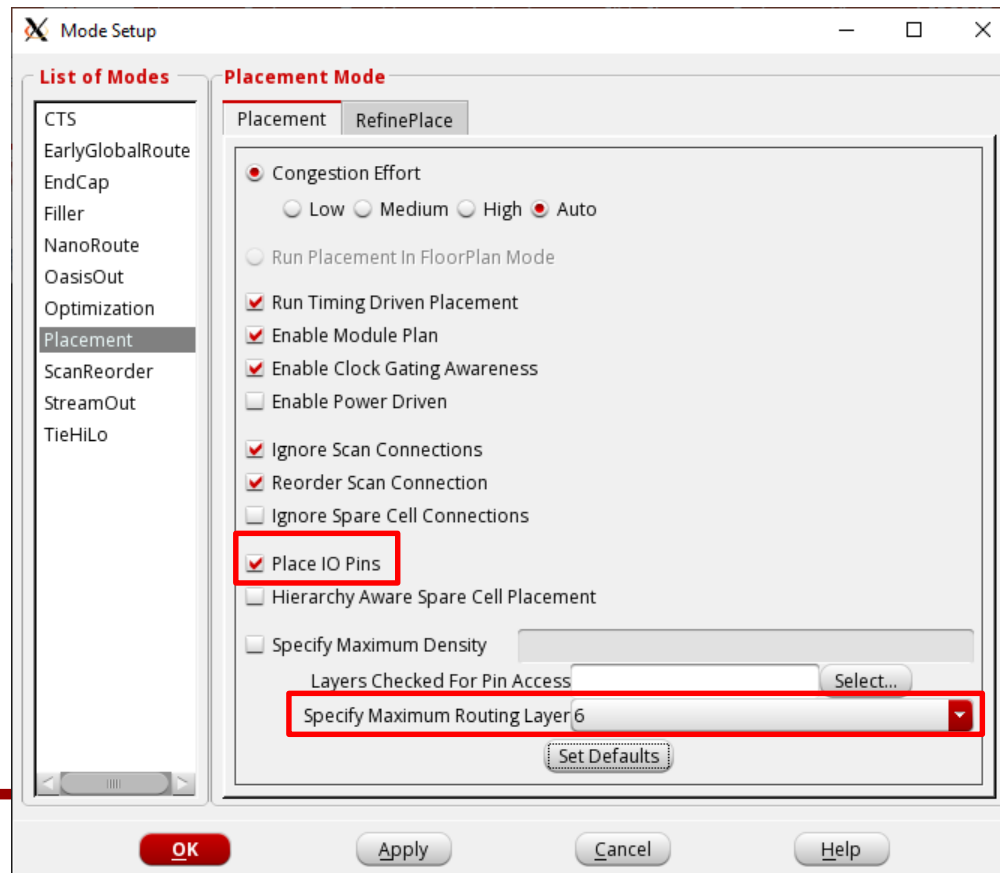 Mode Setup
List of Modes
CTS
EarlyGlobalRoute
EndCap
Filler
NanoRoute
OasisOut
Optimization
Placement
ScanReorder
StreamOut
TieHiLo
Placement Mode
Placement RefinePlace
Congestion Effort
Low Medium High Auto
Run Placement In FloorPlan Mode
Run Timing Driven Placement
Enable Module Plan
Enable Clock Gating Awareness
Enable Power Driven
Ignore Scan Connections
Reorder Scan Connection
Ignore Spare Cell Connections
Place IO Pins
Hierarchy Aware Spare Cell Placement
Specify Maximum Density
Layers Checked For Pin Access Select...
Specify Maximum Routing Layer 6
Set Defaults
OK Apply Cancel Help